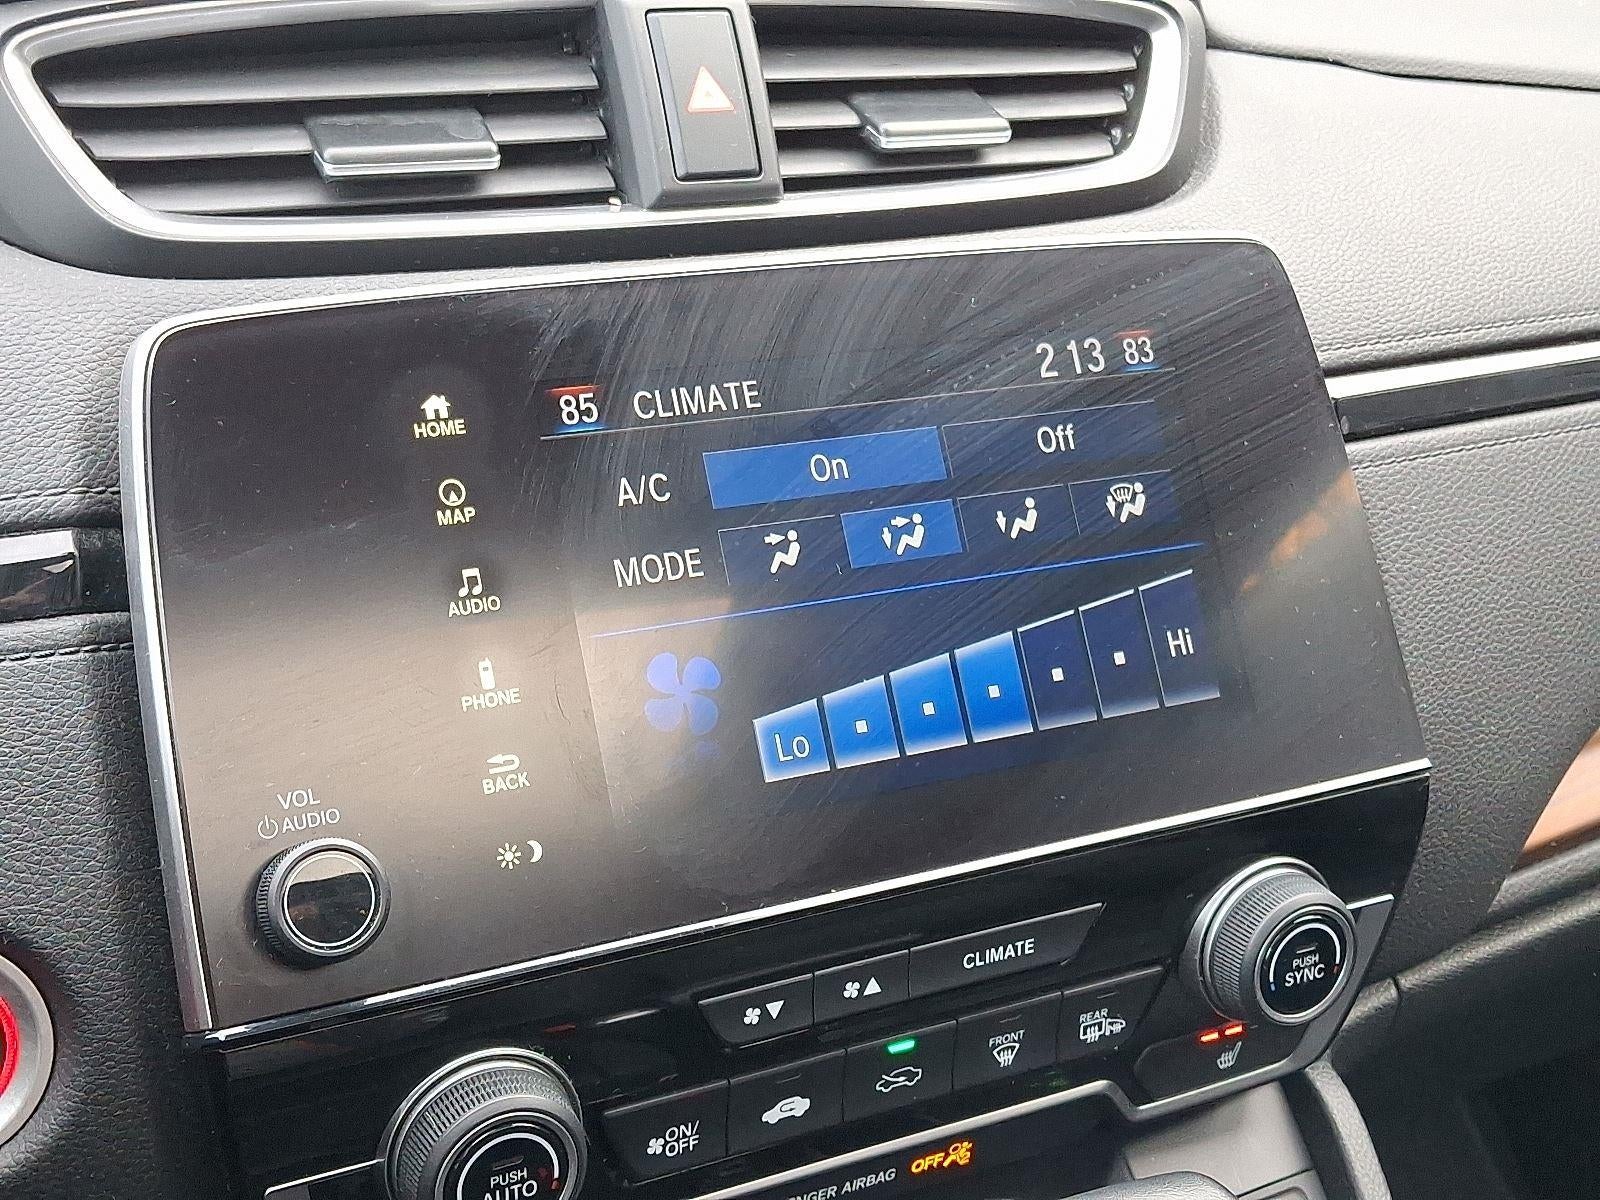 HOME
MAP
AUDIO
PHONE
BACK
VOL
AUDIO
85 CLIMATE 2 13 83
A/C On Off
MODE
Lo Hi
CLIMATE
PUSH
SYNC
FRONT
REAR
ON/
OFF
PUSH
AUTO
AIRBAG OFF